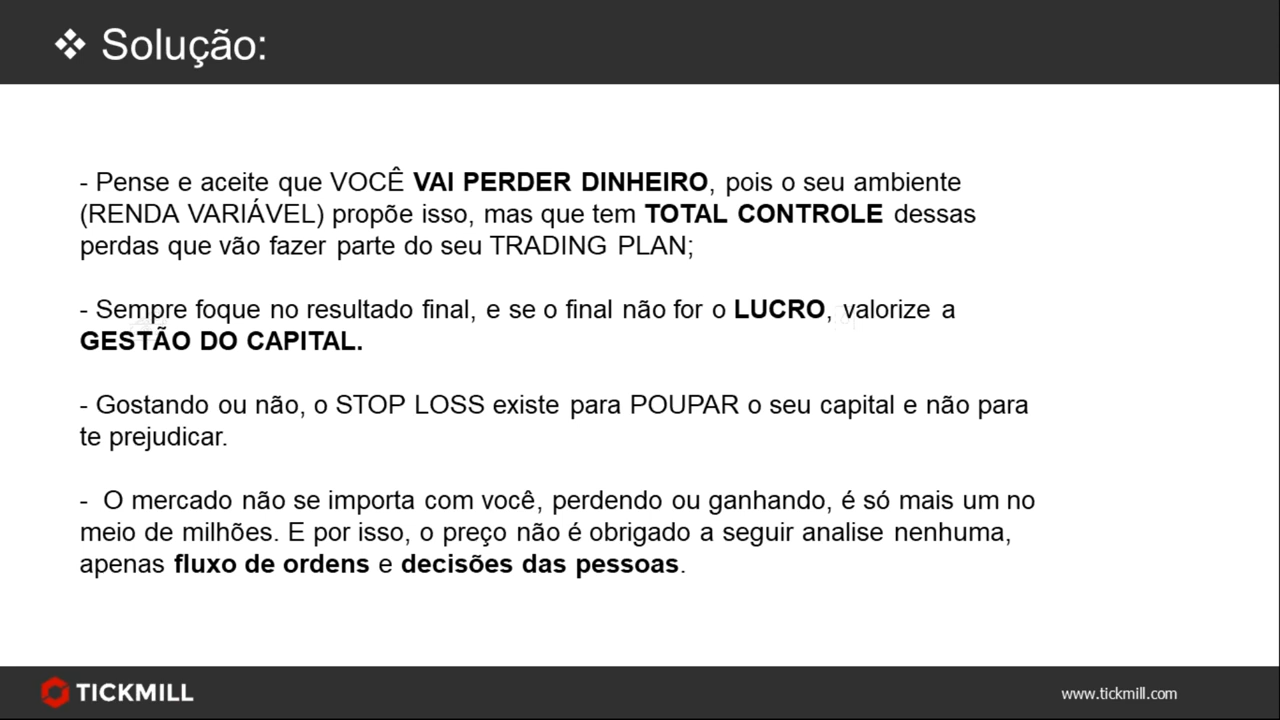 ❖ Solução:
- Pense e aceite que VOCÊ VAI PERDER DINHEIRO, pois o seu ambiente
(RENDA VARIÁVEL) propõe isso, mas que tem TOTAL CONTROLE dessas
perdas que vão fazer parte do seu TRADING PLAN;
- Sempre foque no resultado final, e se o final não for o LUCRO, valorize a
GESTÃO DO CAPITAL.
- Gostando ou não, o STOP LOSS existe para POUPAR o seu capital e não para
te prejudicar.
- O mercado não se importa com você, perdendo ou ganhando, é só mais um no
meio de milhões. E por isso, o preço não é obrigado a seguir analise nenhuma,
apenas fluxo de ordens e decisões das pessoas.
TICKMILL
www.tickmill.com